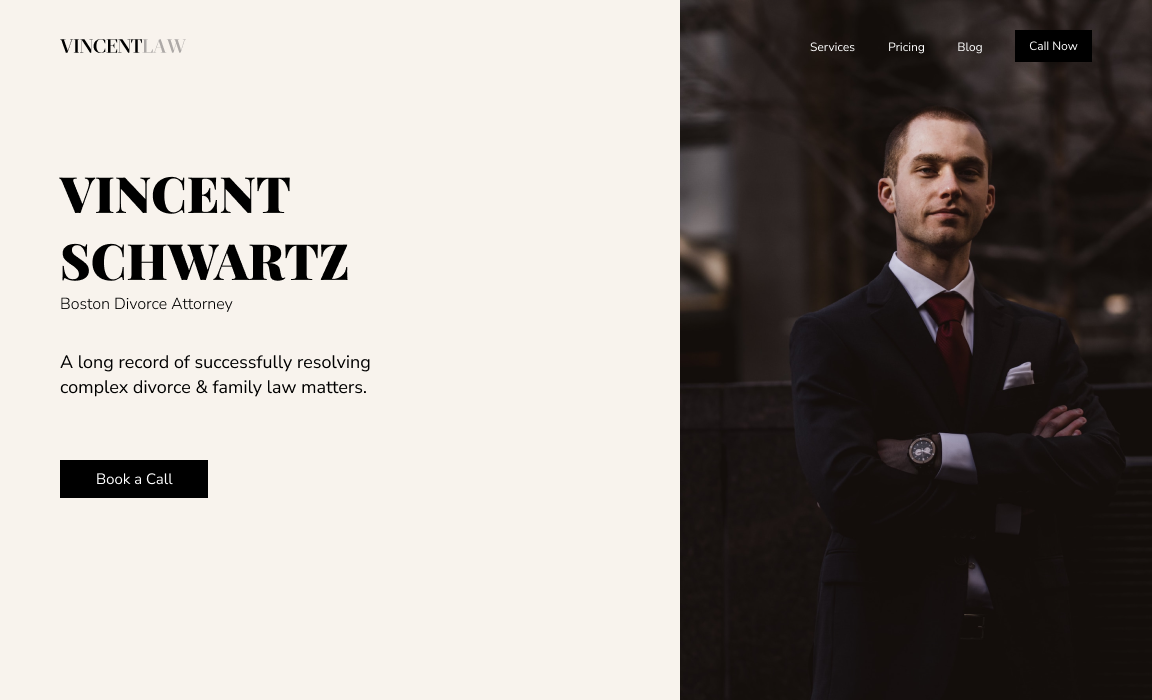 VINCENTLAW
Services Pricing Blog Call Now
VINCENT
SCHWARTZ
Boston Divorce Attorney
A long record of successfully resolving
complex divorce & family law matters.
Book a Call